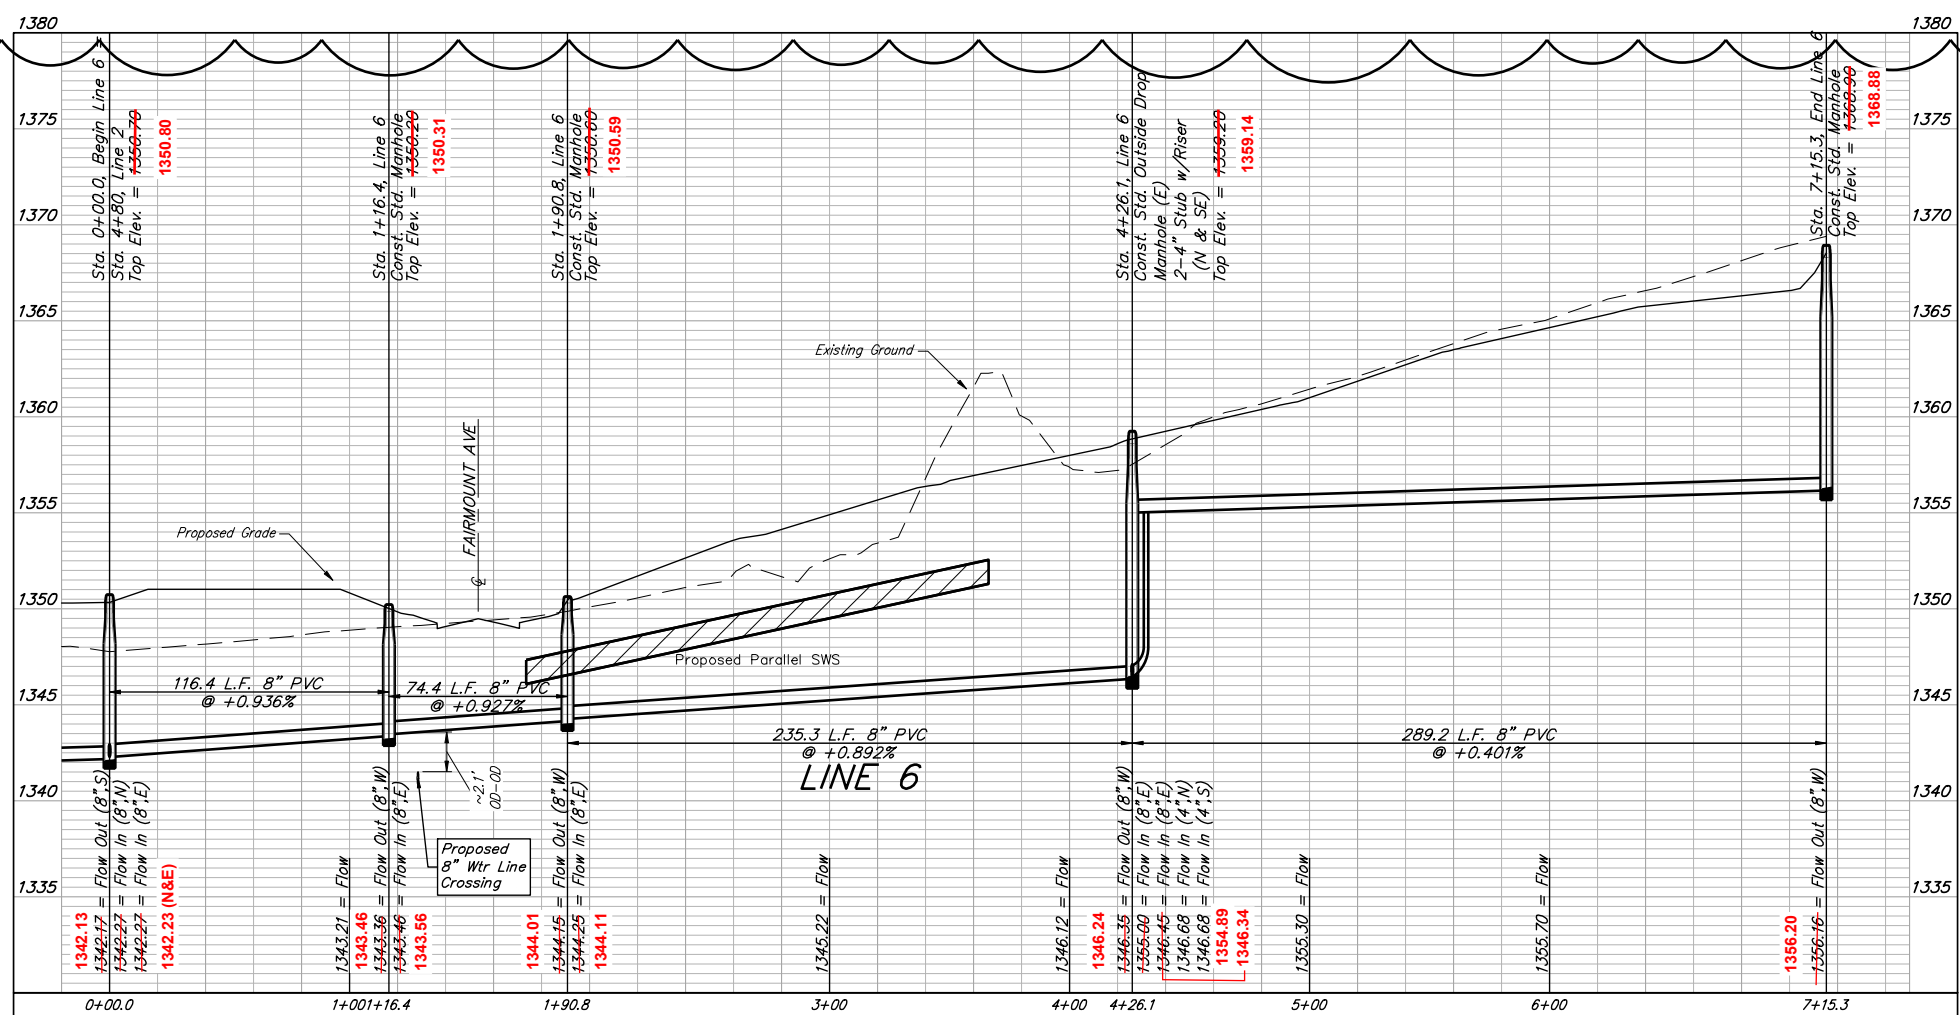 1380
1380
1375
1375
1370
1370
1365
1365
1360
1360
1355
1355
1350
1350
1345
1345
1340
1340
1335
1335
Sta. 0+00.0, Begin Line 6 =
Sta. 4+80, Line 2
Top Elev. = 1350.70
1350.80
Sta. 1+16.4, Line 6
Const. Std. Manhole
Top Elev. = 1350.20
1350.31
Sta. 1+90.8, Line 6
Const. Std. Manhole
Top Elev. = 1350.60
1350.59
Sta. 4+26.1, Line 6
Const. Std. Outside Drop
Manhole (E)
2-4" Stub w/Riser
(N & SE)
Top Elev. = 1359.20
1359.14
Sta. 7+15.3, End Line 6
Const. Std. Manhole
Top Elev. = 1368.90
1368.88
Existing Ground
Proposed Grade
℄ FAIRMOUNT AVE
Proposed Parallel SWS
116.4 L.F. 8" PVC
@ +0.936%
74.4 L.F. 8" PVC
@ +0.927%
235.3 L.F. 8" PVC
@ +0.892%
289.2 L.F. 8" PVC
@ +0.401%
LINE 6
~2.1'
OD-OD
Proposed
8" Wtr Line
Crossing
1342.13
1342.17 = Flow Out (8",S)
1342.27 = Flow In (8",N)
1342.27 = Flow In (8",E)
1342.23 (N&E)
1343.21 = Flow
1343.46
1343.36 = Flow Out (8",W)
1343.46 = Flow In (8",E)
1343.56
1344.01
1344.15 = Flow Out (8",W)
1344.25 = Flow In (8",E)
1344.11
1345.22 = Flow
1346.12 = Flow
1346.24
1346.35 = Flow Out (8",W)
1355.00 = Flow In (8",E)
1346.45 = Flow In (8",E)
1346.68 = Flow In (4",N)
1346.68 = Flow In (4",S)
1354.89
1346.34
1355.30 = Flow
1355.70 = Flow
1356.20
1356.16 = Flow Out (8",W)
0+00.0
1+00
1+16.4
1+90.8
3+00
4+00
4+26.1
5+00
6+00
7+15.3